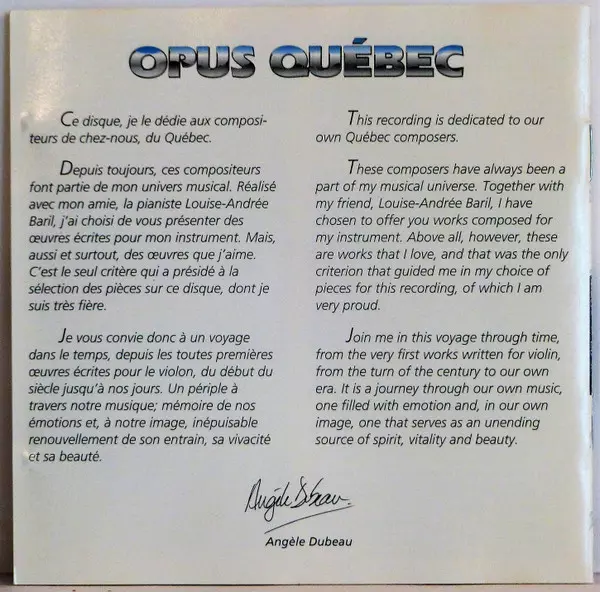 OPUS QUÉBEC
Ce disque, je le dédie aux composi-
teurs de chez-nous, du Québec.
Depuis toujours, ces compositeurs
font partie de mon univers musical. Réalisé
avec mon amie, la pianiste Louise-Andrée
Baril, j'ai choisi de vous présenter des
œuvres écrites pour mon instrument. Mais,
aussi et surtout, des œuvres que j'aime.
C'est le seul critère qui a présidé à la
sélection des pièces sur ce disque, dont je
suis très fière.
Je vous convie donc à un voyage
dans le temps, depuis les toutes premières
œuvres écrites pour le violon, du début du
siècle jusqu'à nos jours. Un périple à
travers notre musique; mémoire de nos
émotions et, à notre image, inépuisable
renouvellement de son entrain, sa vivacité
et sa beauté.
This recording is dedicated to our
own Québec composers.
These composers have always been a
part of my musical universe. Together with
my friend, Louise-Andrée Baril, I have
chosen to offer you works composed for
my instrument. Above all, however, these
are works that I love, and that was the only
criterion that guided me in my choice of
pieces for this recording, of which I am
very proud.
Join me in this voyage through time,
from the very first works written for violin,
from the turn of the century to our own
era. It is a journey through our own music,
one filled with emotion and, in our own
image, one that serves as an unending
source of spirit, vitality and beauty.
Angèle Dubeau
Angèle Dubeau